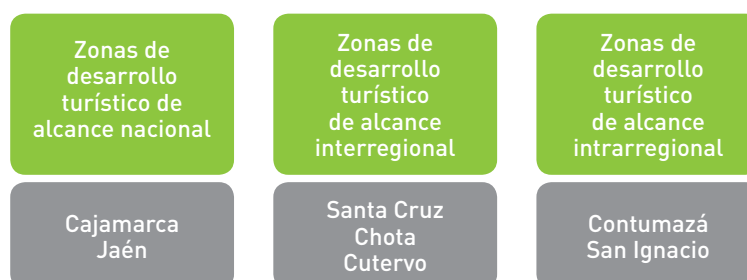 Zonas de
desarrollo
turístico de
alcance nacional
Cajamarca
Jaén
Zonas de
desarrollo
turístico
de alcance
interregional
Santa Cruz
Chota
Cutervo
Zonas de
desarrollo
turístico
de alcance
intrarregional
Contumazá
San Ignacio